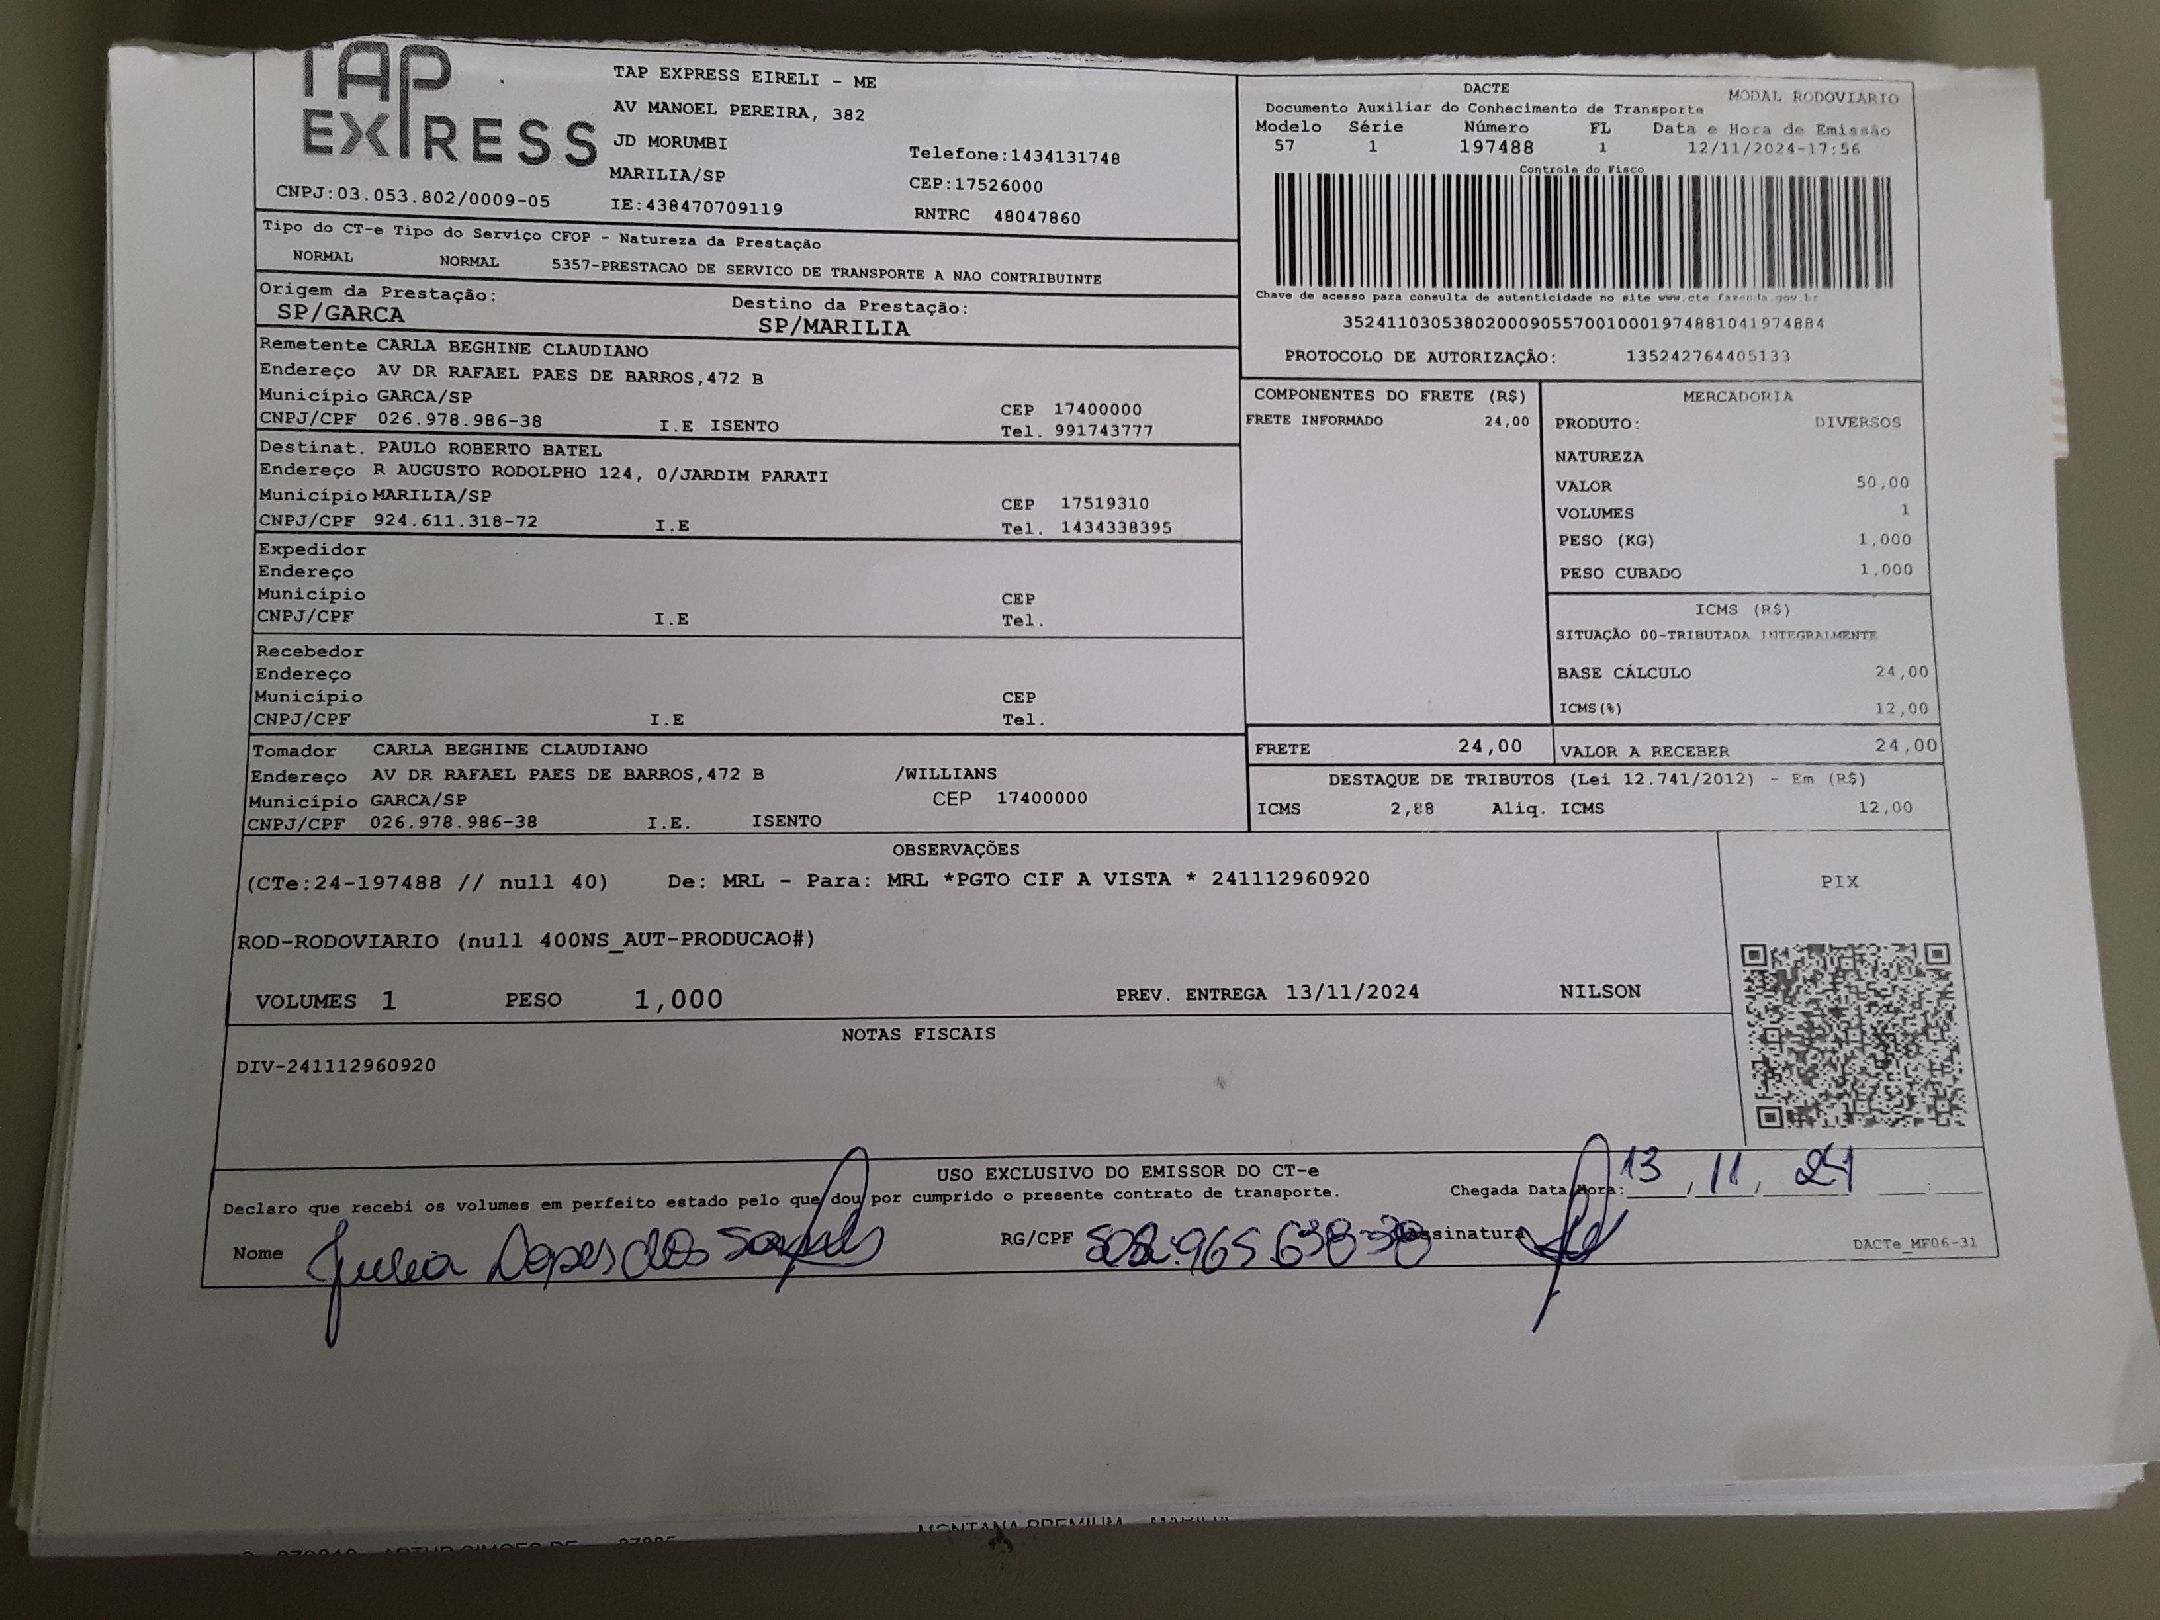 TAP EXPRESS
TAP EXPRESS EIRELI - ME
AV MANOEL PEREIRA, 382
JD MORUMBI
MARILIA/SP
IE:438470709119
Telefone:1434131748
CEP:17526000
RNTRC 48047860
CNPJ:03.053.802/0009-05
DACTE
MODAL RODOVIÁRIO
Documento Auxiliar do Conhecimento de Transporte
Modelo Série Número FL Data e Hora de Emissão
57 1 197488 1 12/11/2024-17:56
Controle do Fisco
Chave de acesso para consulta de autenticidade no site www.cte.fazenda.gov.br
35241103053802000905570010001974881041974884
PROTOCOLO DE AUTORIZAÇÃO: 135242764405133
Tipo do CT-e Tipo do Serviço CFOP - Natureza da Prestação
NORMAL NORMAL 5357-PRESTACAO DE SERVICO DE TRANSPORTE A NAO CONTRIBUINTE
Origem da Prestação: Destino da Prestação:
SP/GARCA SP/MARILIA
Remetente CARLA BEGHINE CLAUDIANO
Endereço AV DR RAFAEL PAES DE BARROS,472 B
Município GARCA/SP CEP 17400000
CNPJ/CPF 026.978.986-38 I.E ISENTO Tel. 991743777
Destinat. PAULO ROBERTO BATEL
Endereço R AUGUSTO RODOLPHO 124, 0/JARDIM PARATI
Município MARILIA/SP CEP 17519310
CNPJ/CPF 924.611.318-72 I.E Tel. 1434338395
Expedidor
Endereço
Município CEP
CNPJ/CPF I.E Tel.
Recebedor
Endereço
Município CEP
CNPJ/CPF I.E Tel.
Tomador CARLA BEGHINE CLAUDIANO
Endereço AV DR RAFAEL PAES DE BARROS,472 B /WILLIANS
Município GARCA/SP CEP 17400000
CNPJ/CPF 026.978.986-38 I.E. ISENTO
COMPONENTES DO FRETE (R$)
FRETE INFORMADO 24,00
MERCADORIA
PRODUTO: DIVERSOS
NATUREZA
VALOR 50,00
VOLUMES 1
PESO (KG) 1,000
PESO CUBADO 1,000
ICMS (R$)
SITUAÇÃO 00-TRIBUTADA INTEGRALMENTE
BASE CÁLCULO 24,00
ICMS(%) 12,00
FRETE 24,00 VALOR A RECEBER 24,00
DESTAQUE DE TRIBUTOS (Lei 12.741/2012) - Em (R$)
ICMS 2,88 Aliq. ICMS 12,00
OBSERVAÇÕES
(CTe:24-197488 // null 40) De: MRL - Para: MRL *PGTO CIF A VISTA * 241112960920
ROD-RODOVIARIO (null 400NS_AUT-PRODUCAO#)
VOLUMES 1 PESO 1,000 PREV. ENTREGA 13/11/2024 NILSON
PIX
NOTAS FISCAIS
DIV-241112960920
USO EXCLUSIVO DO EMISSOR DO CT-e
Declaro que recebi os volumes em perfeito estado pelo que dou por cumprido o presente contrato de transporte. Chegada Data/Hora: 13/11/24 :
Nome Julia Lopes dos Santos RG/CPF 508.965.638-38 Assinatura
DACTe_MF06-31